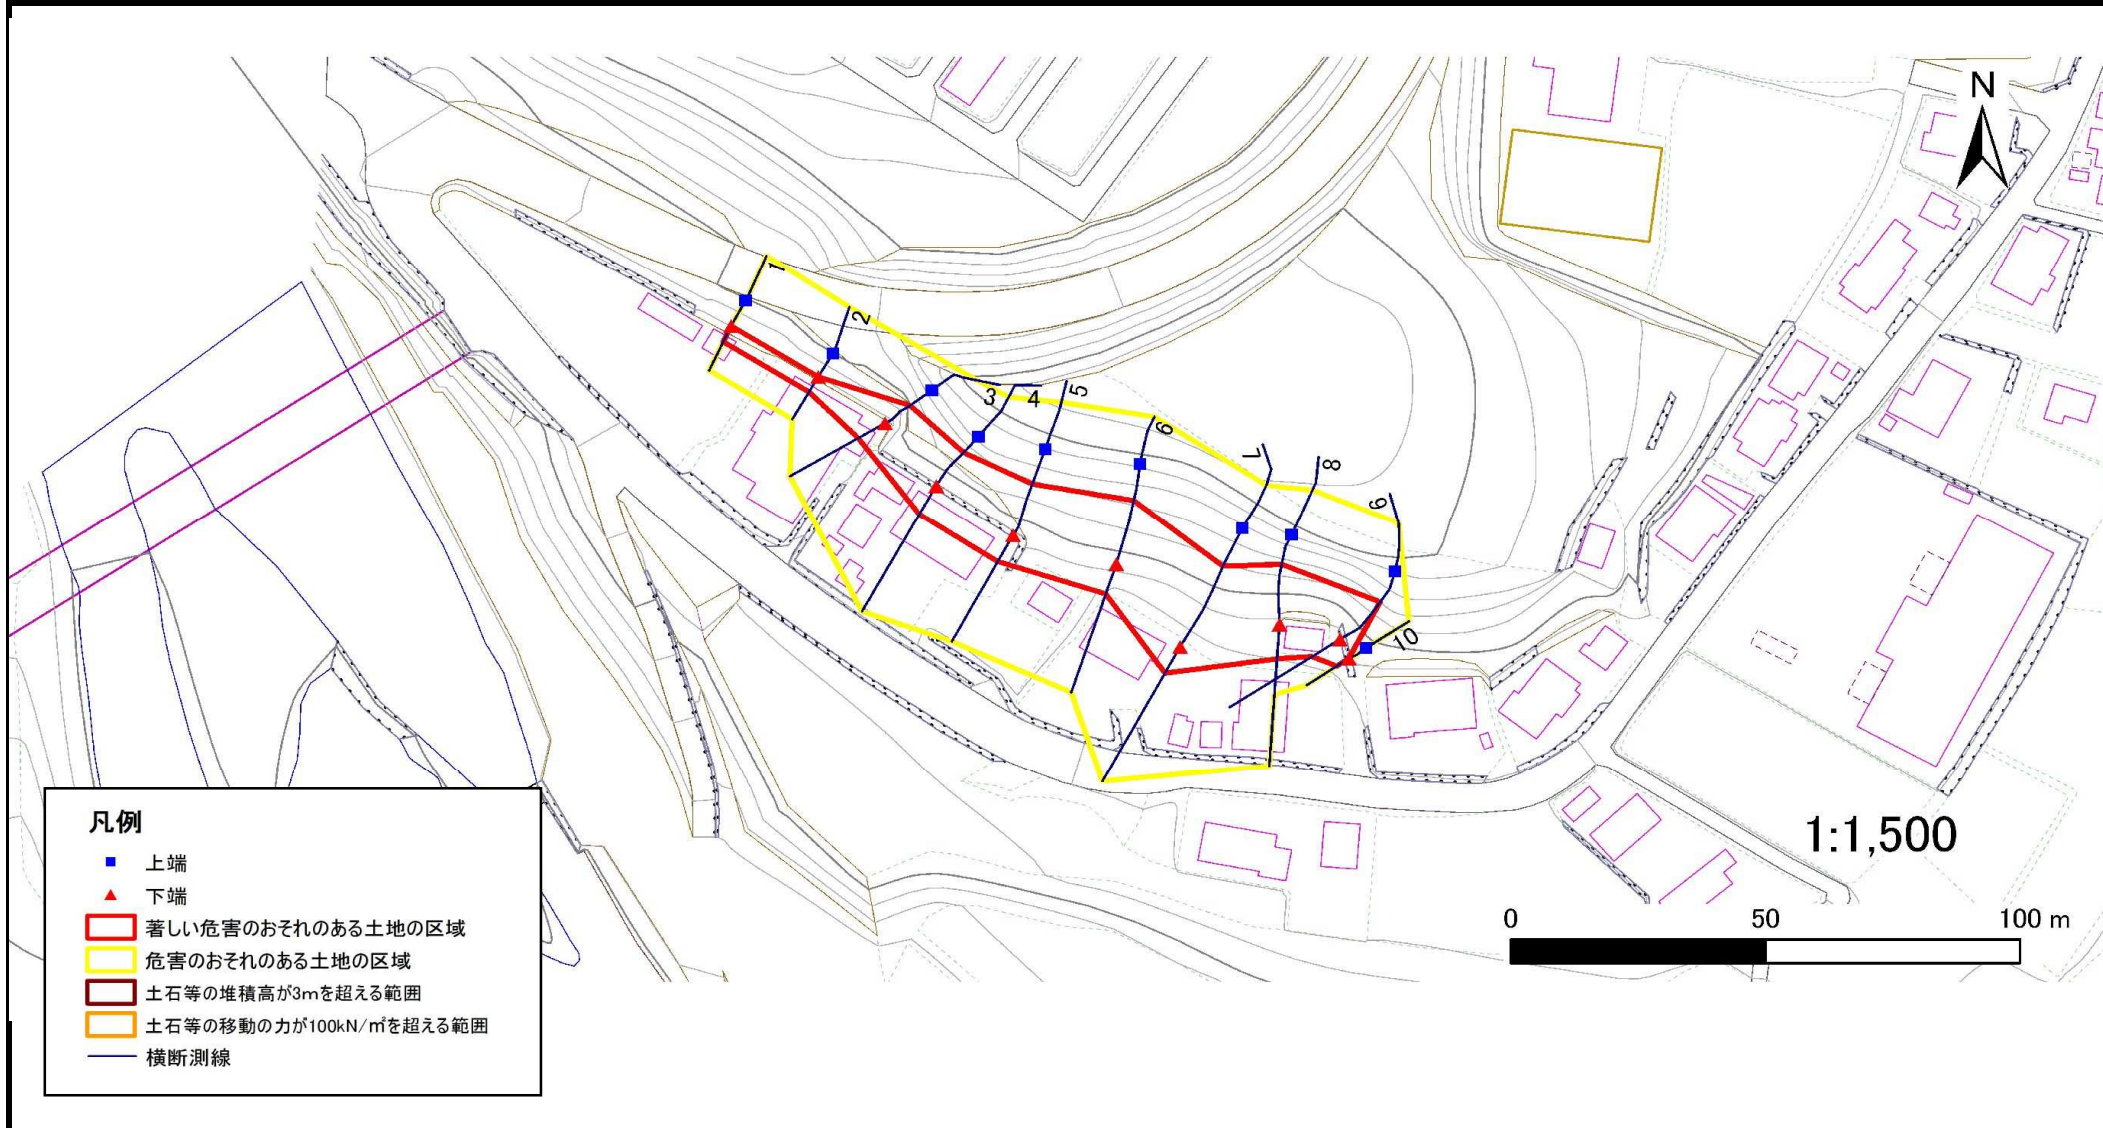 N
1
2
3
4
5
6
7
8
9
10
1:1,500
0 50 100 m
凡例
上端
下端
著しい危害のおそれのある土地の区域
危害のおそれのある土地の区域
土石等の堆積高が3mを超える範囲
土石等の移動の力が100kN/㎡を超える範囲
横断測線